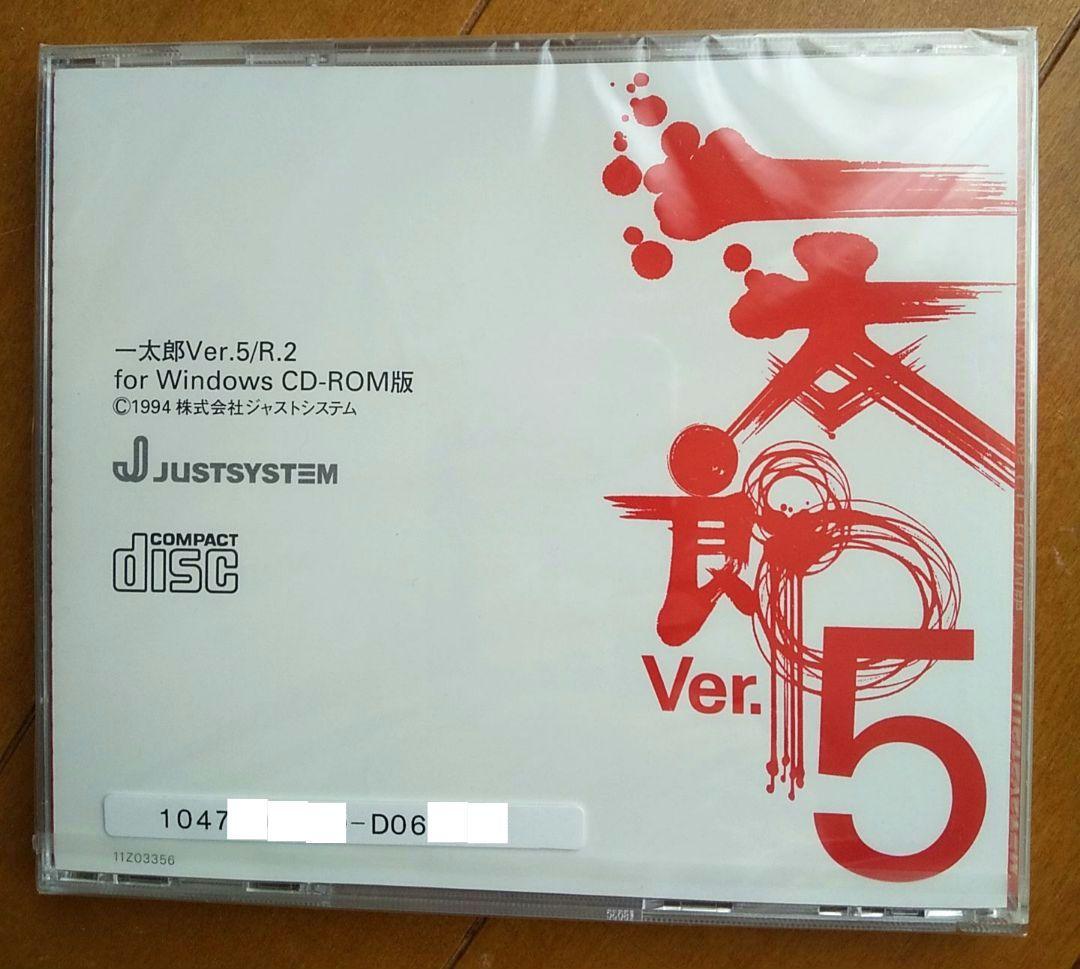 一太郎Ver.5/R.2
for Windows CD-ROM版
©1994 株式会社ジャストシステム
JUSTSYSTEM
COMPACT
disc
一太郎
Ver.5
1047
-D06
11Z03356